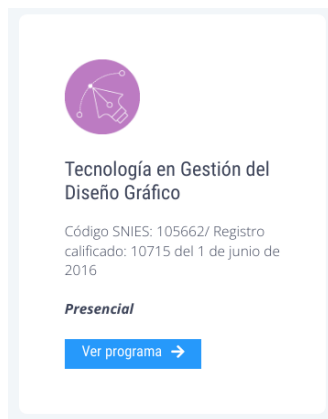 Tecnología en Gestión del
Diseño Gráfico
Código SNIES: 105662/ Registro
calificado: 10715 del 1 de junio de
2016
Presencial
Ver programa →